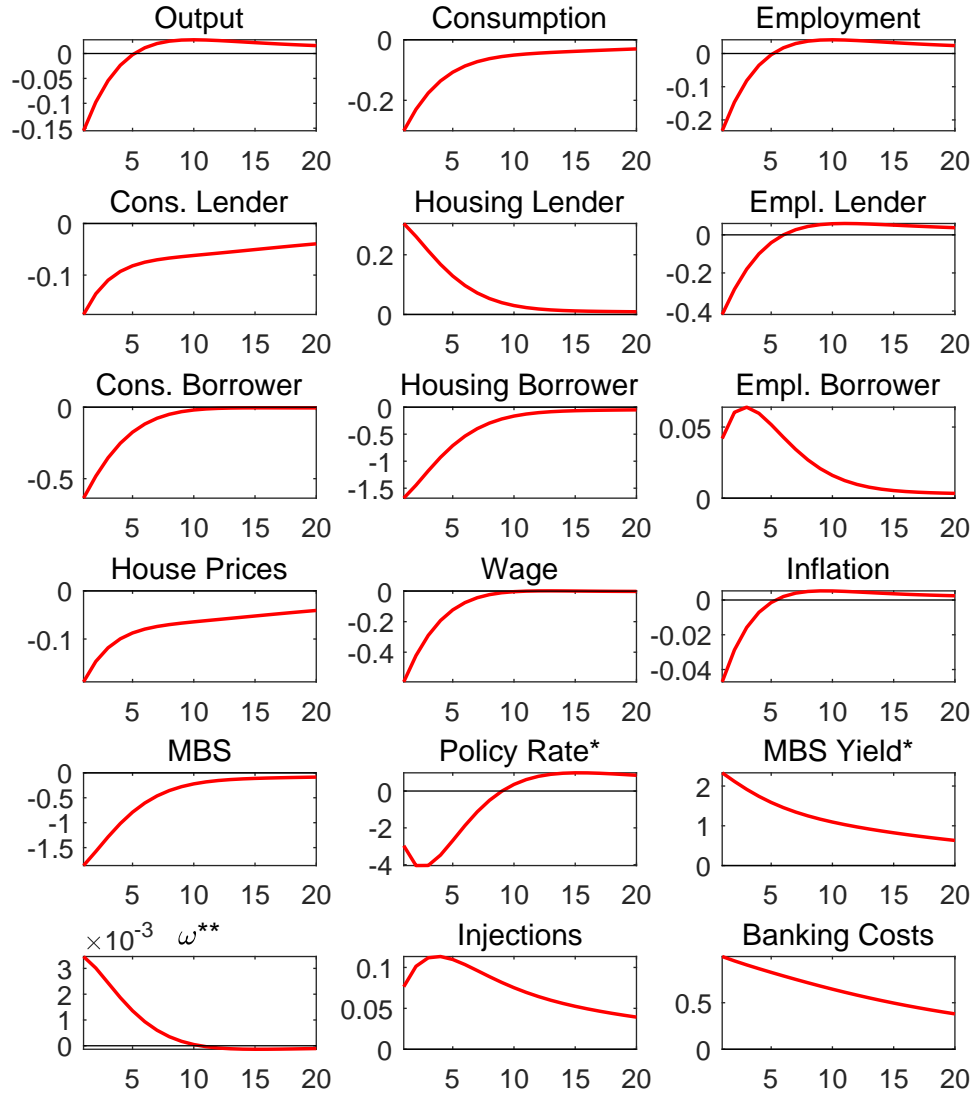 Output Consumption Employment
0 0 0
-0.05 -0.1
-0.1 -0.2 -0.2
-0.15
5 10 15 20 5 10 15 20 5 10 15 20
Cons. Lender Housing Lender Empl. Lender
0 0.2 0
-0.1 -0.2
0 -0.4
5 10 15 20 5 10 15 20 5 10 15 20
Cons. Borrower Housing Borrower Empl. Borrower
0 0 0.05
-0.5
-0.5 -1
-1.5 0
5 10 15 20 5 10 15 20 5 10 15 20
House Prices Wage Inflation
0 0 0
-0.1 -0.2 -0.02
-0.4 -0.04
5 10 15 20 5 10 15 20 5 10 15 20
MBS Policy Rate* MBS Yield*
0 0 2
-0.5 -2 1
-1
-1.5 -4 0
5 10 15 20 5 10 15 20 5 10 15 20
×10⁻³ ω** Injections Banking Costs
3 0.1
2 0.05 0.5
1
0 0 0
5 10 15 20 5 10 15 20 5 10 15 20